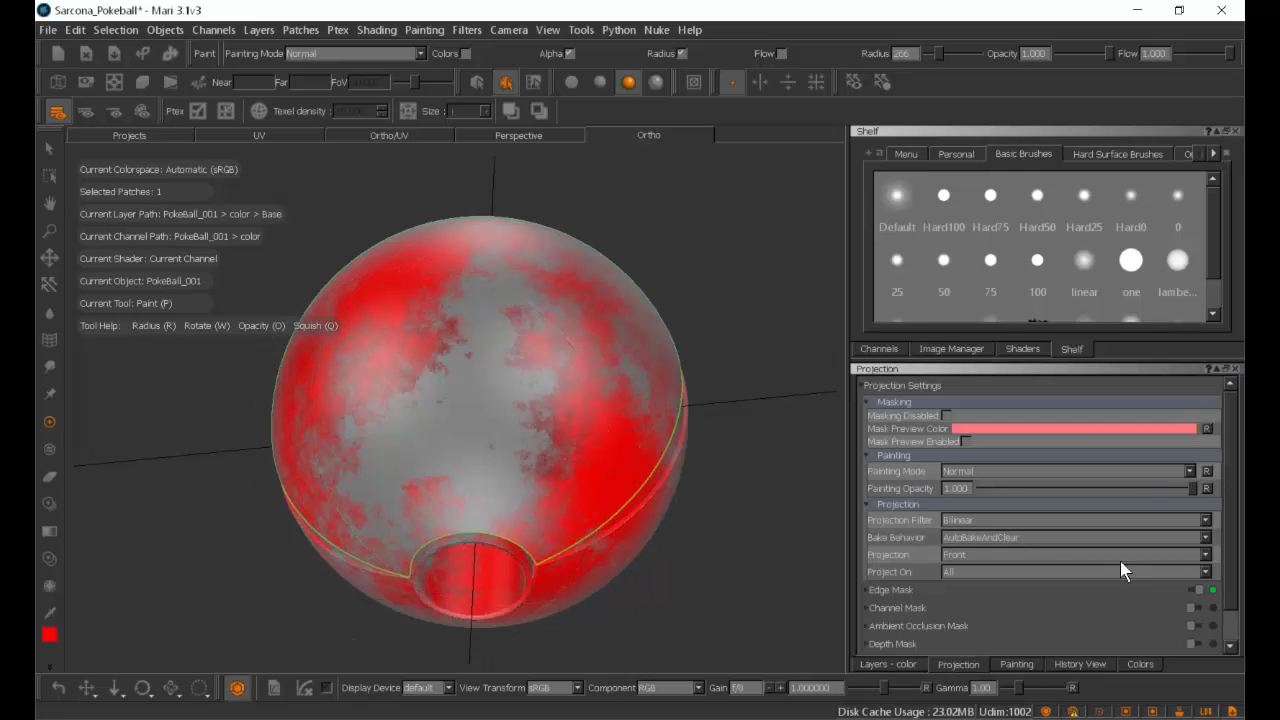 Sarcona_Pokeball* - Mari 3.1v3
File Edit Selection Objects Channels Layers Patches Ptex Shading Painting Filters Camera View Tools Python Nuke Help
Paint Painting Mode Normal Colors Alpha Radius Flow Radius 266 Opacity 1.000 Flow 1.000
Near Far FoV
Ptex Texel density: Size :
Projects UV Ortho/UV Perspective Ortho
Shelf
Menu Personal Basic Brushes Hard Surface Brushes
Default Hard100 Hard75 Hard50 Hard25 Hard0 0
25 50 75 100 linear one lambe...
Channels Image Manager Shaders Shelf
Current Colorspace: Automatic (sRGB)
Selected Patches: 1
Current Layer Path: PokeBall_001 > color > Base
Current Channel Path: PokeBall_001 > color
Current Shader: Current Channel
Current Object: PokeBall_001
Current Tool: Paint (P)
Tool Help: Radius (R) Rotate (W) Opacity (O) Squish (Q)
Projection
Projection Settings
Masking
Masking Disabled
Mask Preview Color R
Mask Preview Enabled
Painting
Painting Mode Normal R
Painting Opacity 1.000 R
Projection
Projection Filter Bilinear
Bake Behavior AutoBakeAndClear
Projection Front
Project On All
Edge Mask
Channel Mask
Ambient Occlusion Mask
Depth Mask
Layers - color Projection Painting History View Colors
Display Device default View Transform sRGB Component RGB Gain f/8 - + 1.000000 R Gamma 1.00 R
Disk Cache Usage : 23.02MB Udim:1002